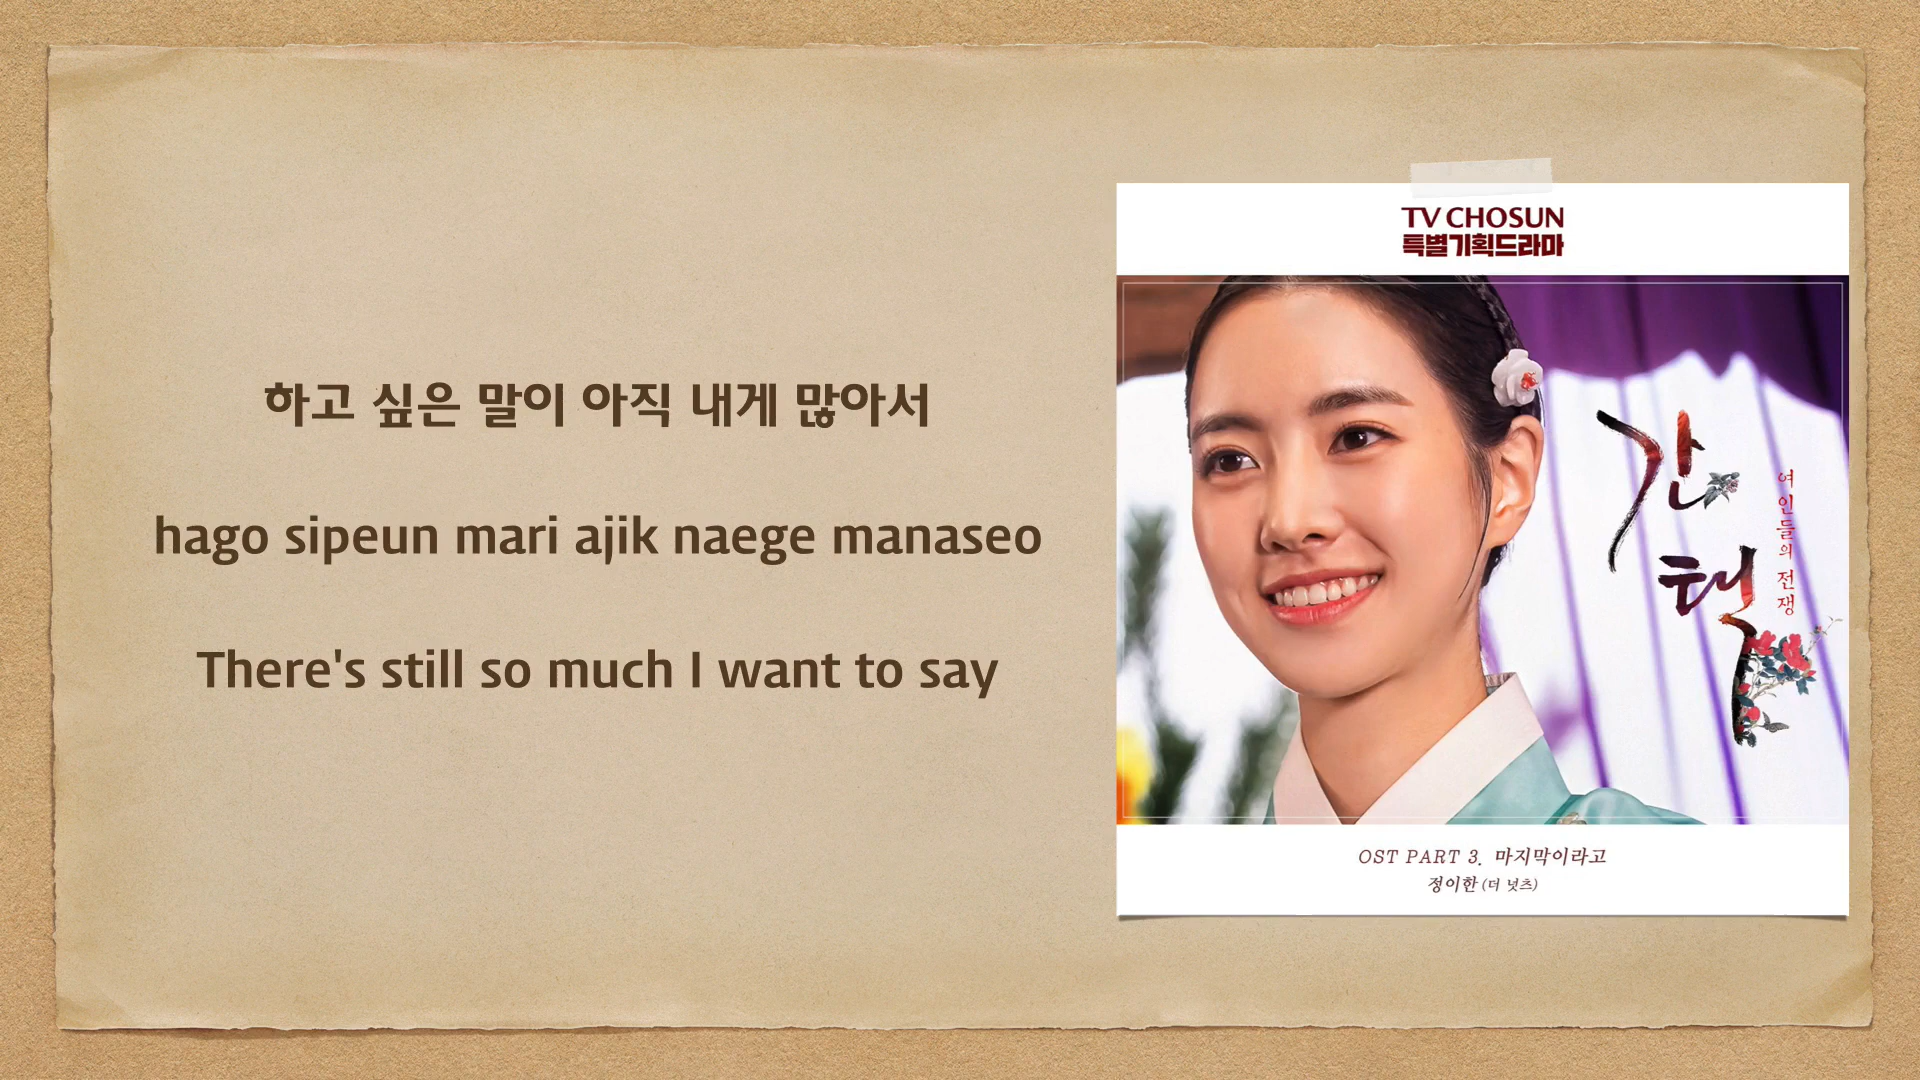 하고 싶은 말이 아직 내게 많아서
hago sipeun mari ajik naege manaseo
There's still so much I want to say
TV CHOSUN
특별기획드라마
간택
여인들의 전쟁
OST PART 3. 마지막이라고
정이한 (더 넛츠)